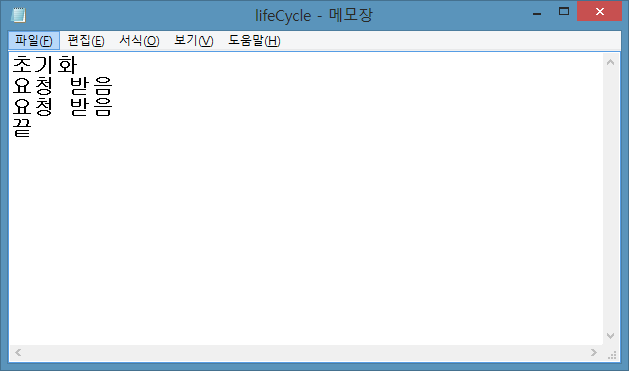 lifeCycle - 메모장
파일(F) 편집(E) 서식(O) 보기(V) 도움말(H)
초기화
요청 받음
요청 받음
끝